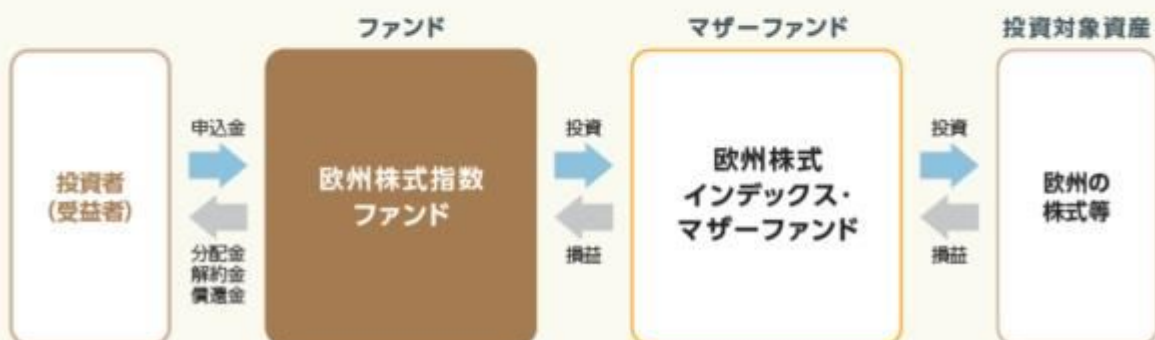 ファンド
マザーファンド
投資対象資産
投資者
(受益者)
申込金
分配金
解約金
償還金
欧州株式指数
ファンド
投資
損益
欧州株式
インデックス・
マザーファンド
投資
損益
欧州の
株式等